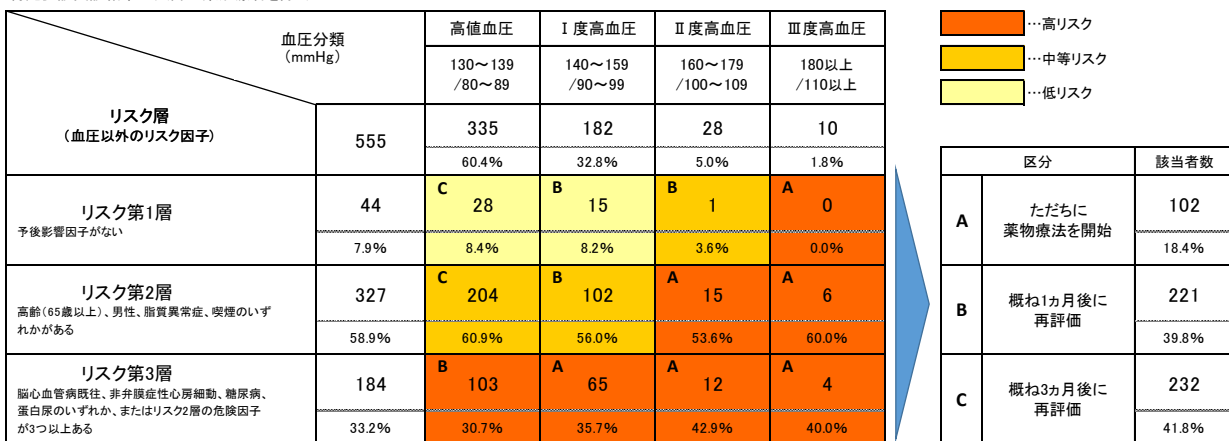 血圧分類
（mmHg）
リスク層
（血圧以外のリスク因子）
高値血圧
Ⅰ度高血圧
Ⅱ度高血圧
Ⅲ度高血圧
130～139
/80～89
140～159
/90～99
160～179
/100～109
180以上
/110以上
555
335
182
28
10
60.4%
32.8%
5.0%
1.8%
リスク第1層
予後影響因子がない
44
C
28
B
15
B
1
A
0
7.9%
8.4%
8.2%
3.6%
0.0%
リスク第2層
高齢（65歳以上）、男性、脂質異常症、喫煙のいず
れかがある
327
C
204
B
102
A
15
A
6
58.9%
60.9%
56.0%
53.6%
60.0%
リスク第3層
脳心血管病既往、非弁膜症性心房細動、糖尿病、
蛋白尿のいずれか、またはリスク2層の危険因子
が3つ以上ある
184
B
103
A
65
A
12
A
4
33.2%
30.7%
35.7%
42.9%
40.0%
…高リスク
…中等リスク
…低リスク
区分
該当者数
A
ただちに
薬物療法を開始
102
18.4%
B
概ね1ヵ月後に
再評価
221
39.8%
C
概ね3ヵ月後に
再評価
232
41.8%